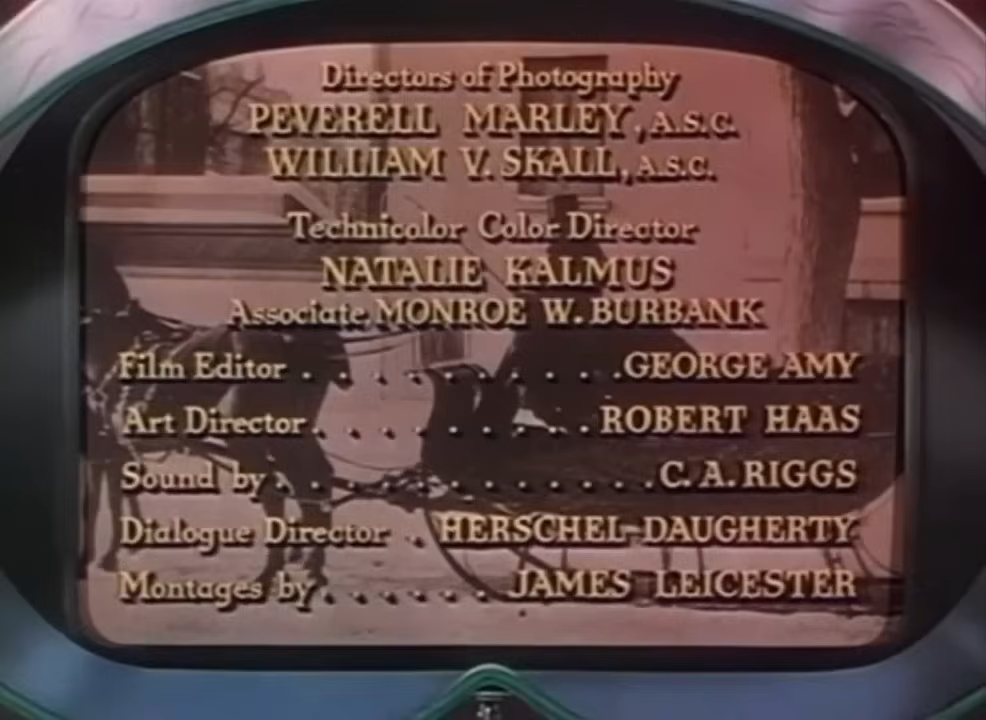 Directors of Photography
PEVERELL MARLEY, A.S.C.
WILLIAM V. SKALL, A.S.C.
Technicolor Color Director
NATALIE KALMUS
Associate MONROE W. BURBANK
Film Editor . . . . . . . . . . . GEORGE AMY
Art Director . . . . . . . . . ROBERT HAAS
Sound by . . . . . . . . . . . . . C. A. RIGGS
Dialogue Director . . HERSCHEL DAUGHERTY
Montages by . . . . . . . JAMES LEICESTER